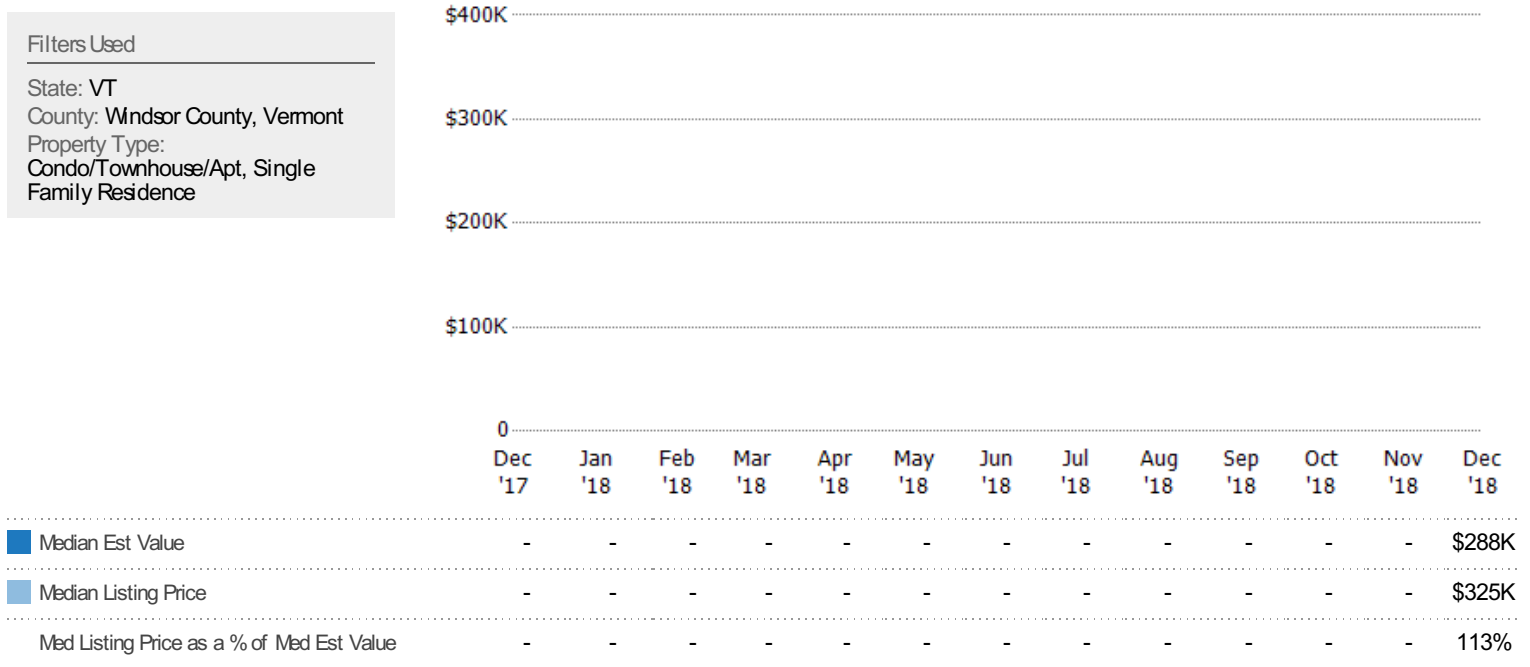 Filters Used
State: VT
County: Windsor County, Vermont
Property Type:
Condo/Townhouse/Apt, Single
Family Residence
$400K
$300K
$200K
$100K
0
Dec Jan Feb Mar Apr May Jun Jul Aug Sep Oct Nov Dec
'17 '18 '18 '18 '18 '18 '18 '18 '18 '18 '18 '18 '18
Median Est Value - - - - - - - - - - - - $288K
Median Listing Price - - - - - - - - - - - - $325K
Med Listing Price as a % of Med Est Value - - - - - - - - - - - - 113%